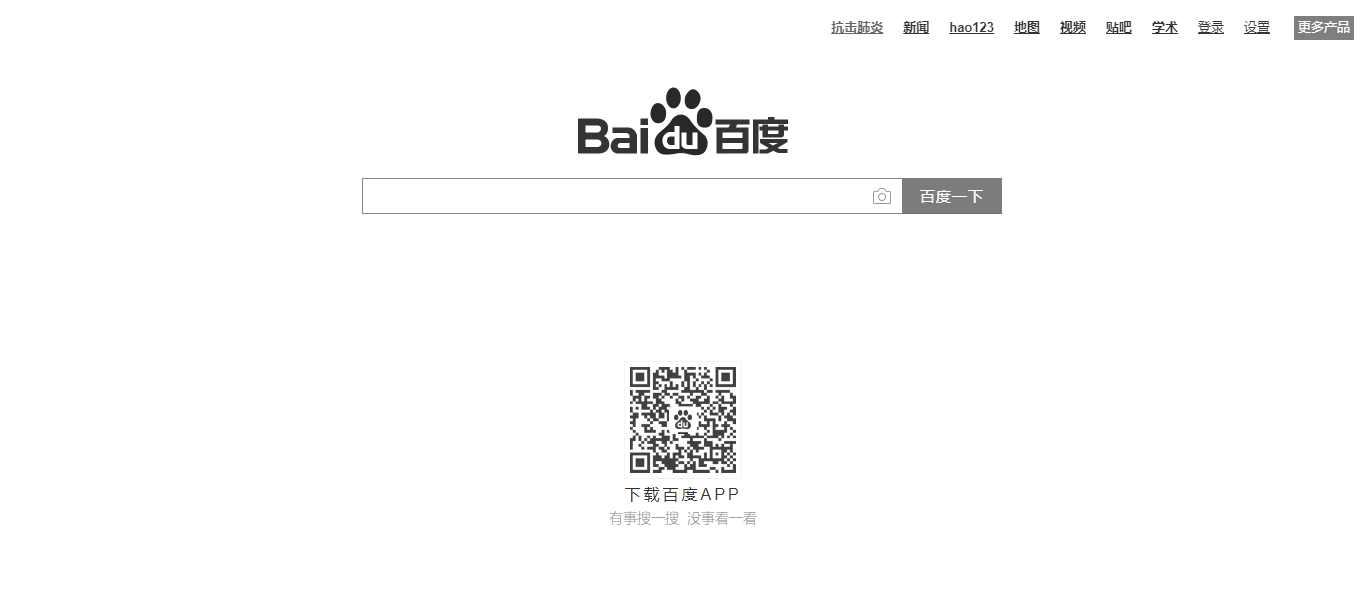 抗击肺炎 新闻 hao123 地图 视频 贴吧 学术 登录 设置 更多产品
Bai du 百度
百度一下
du
下载百度APP
有事搜一搜 没事看一看